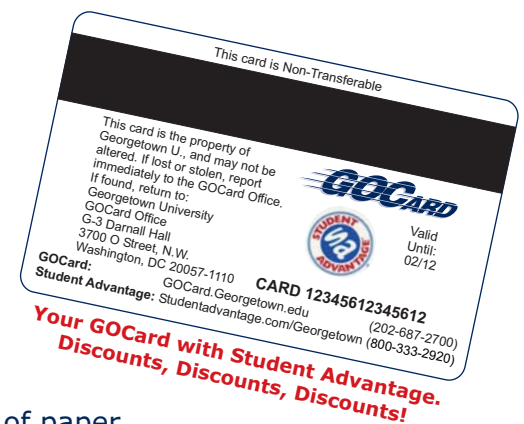 This card is Non-Transferable
This card is the property of
Georgetown U., and may not be
altered. If lost or stolen, report
immediately to the GOCard Office.
If found, return to:
Georgetown University
GOCard Office
G-3 Darnall Hall
3700 O Street, N.W.
Washington, DC 20057-1110
GOCARD
STUDENT
sa
ADVANTAGE
Valid
Until:
02/12
CARD 12345612345612
GOCard: GOCard.Georgetown.edu (202-687-2700)
Student Advantage: Studentadvantage.com/Georgetown (800-333-2920)
Your GOCard with Student Advantage.
Discounts, Discounts, Discounts!
of paper